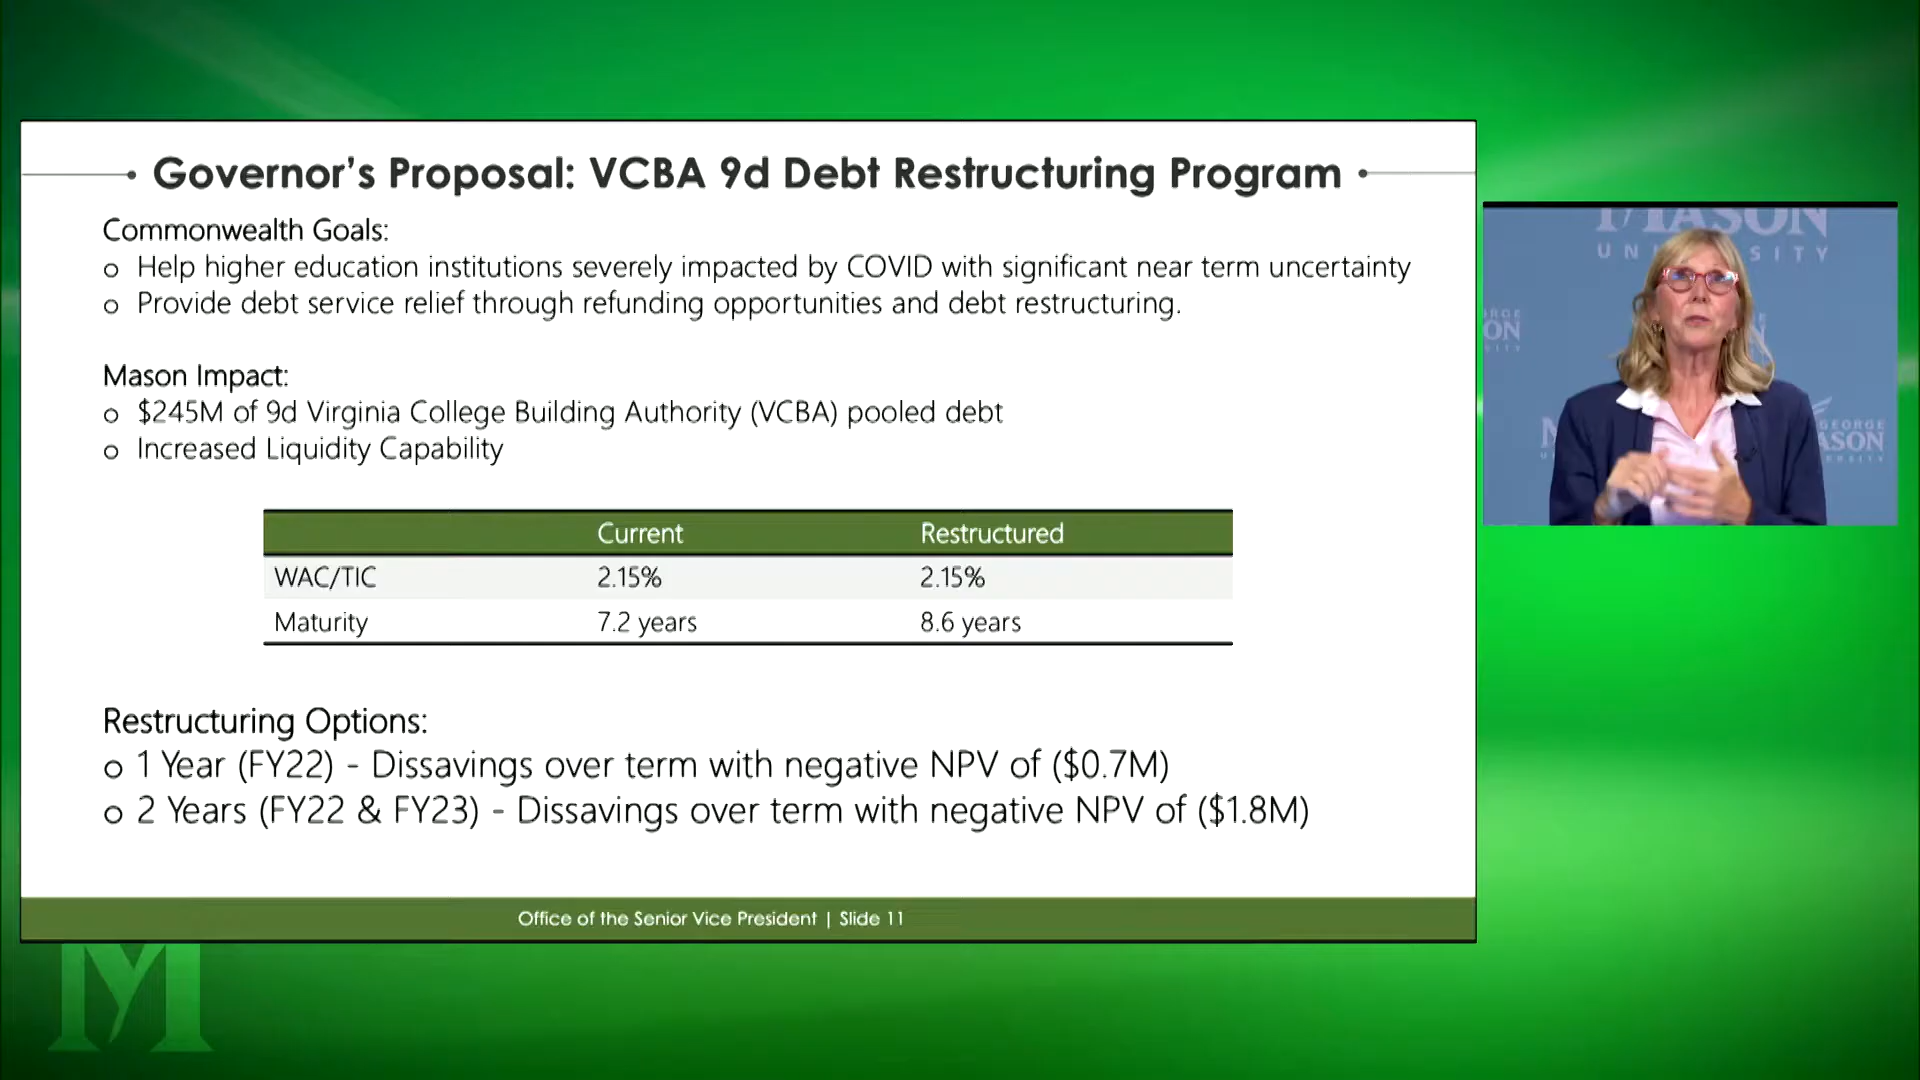 Governor's Proposal: VCBA 9d Debt Restructuring Program
Commonwealth Goals:
o Help higher education institutions severely impacted by COVID with significant near term uncertainty
o Provide debt service relief through refunding opportunities and debt restructuring.
Mason Impact:
o $245M of 9d Virginia College Building Authority (VCBA) pooled debt
o Increased Liquidity Capability
Current Restructured
WAC/TIC 2.15% 2.15%
Maturity 7.2 years 8.6 years
Restructuring Options:
o 1 Year (FY22) - Dissavings over term with negative NPV of ($0.7M)
o 2 Years (FY22 & FY23) - Dissavings over term with negative NPV of ($1.8M)
Office of the Senior Vice President | Slide 11
MASON
GEORGE
M